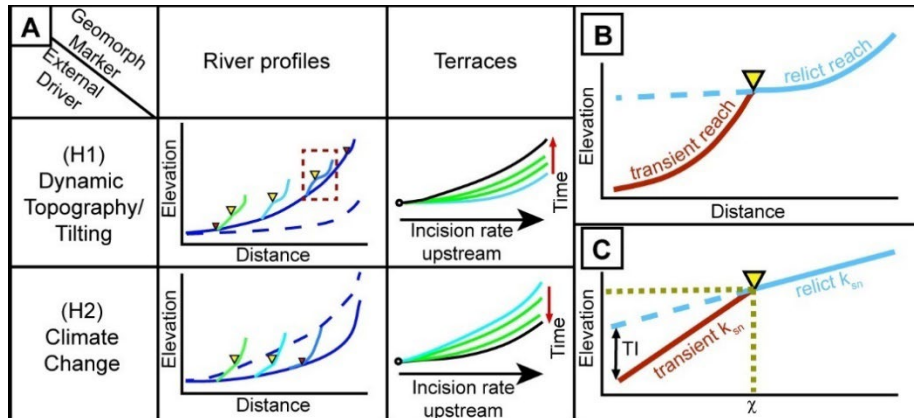 A
Geomorph
Marker
External
Driver
River profiles
Terraces
(H1)
Dynamic
Topography/
Tilting
Elevation
Distance
Incision rate
upstream
Time
(H2)
Climate
Change
Elevation
Distance
Incision rate
upstream
Time
B
Elevation
relict reach
transient reach
Distance
C
Elevation
relict ksn
TI
transient ksn
χ